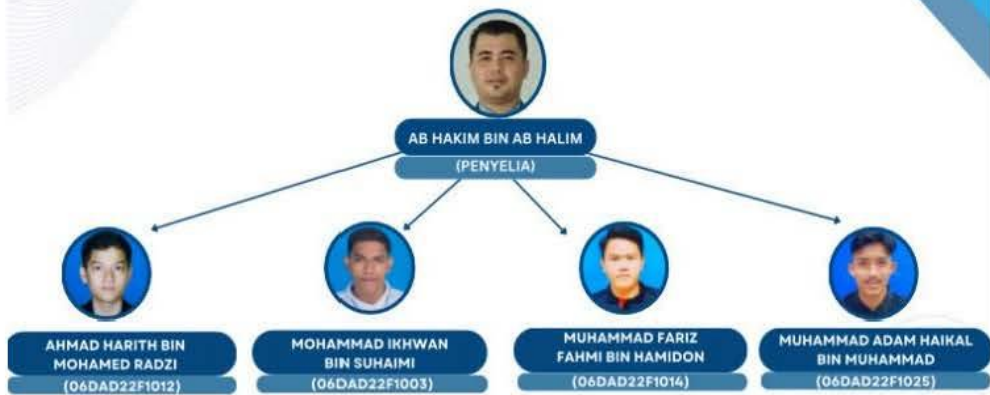 AB HAKIM BIN AB HALIM
(PENYELIA)
AHMAD HARITH BIN
MOHAMED RADZI
(06DAD22F1012)
MOHAMMAD IKHWAN
BIN SUHAIMI
(06DAD22F1003)
MUHAMMAD FARIZ
FAHMI BIN HAMIDON
(06DAD22F1014)
MUHAMMAD ADAM HAIKAL
BIN MUHAMMAD
(06DAD22F1025)